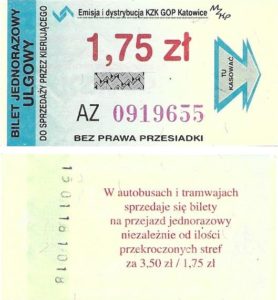 Emisja i dystrybucja KZK GOP Katowice
BILET JEDNORAZOWY
ULGOWY
DO SPRZEDAŻY PRZEZ KIERUJĄCEGO
1,75 zł
TU
KASOWAĆ
AZ 0919655
BEZ PRAWA PRZESIADKI
W autobusach i tramwajach
sprzedaje się bilety
na przejazd jednorazowy
niezależnie od ilości
przekroczonych stref
za 3,50 zł / 1,75 zł